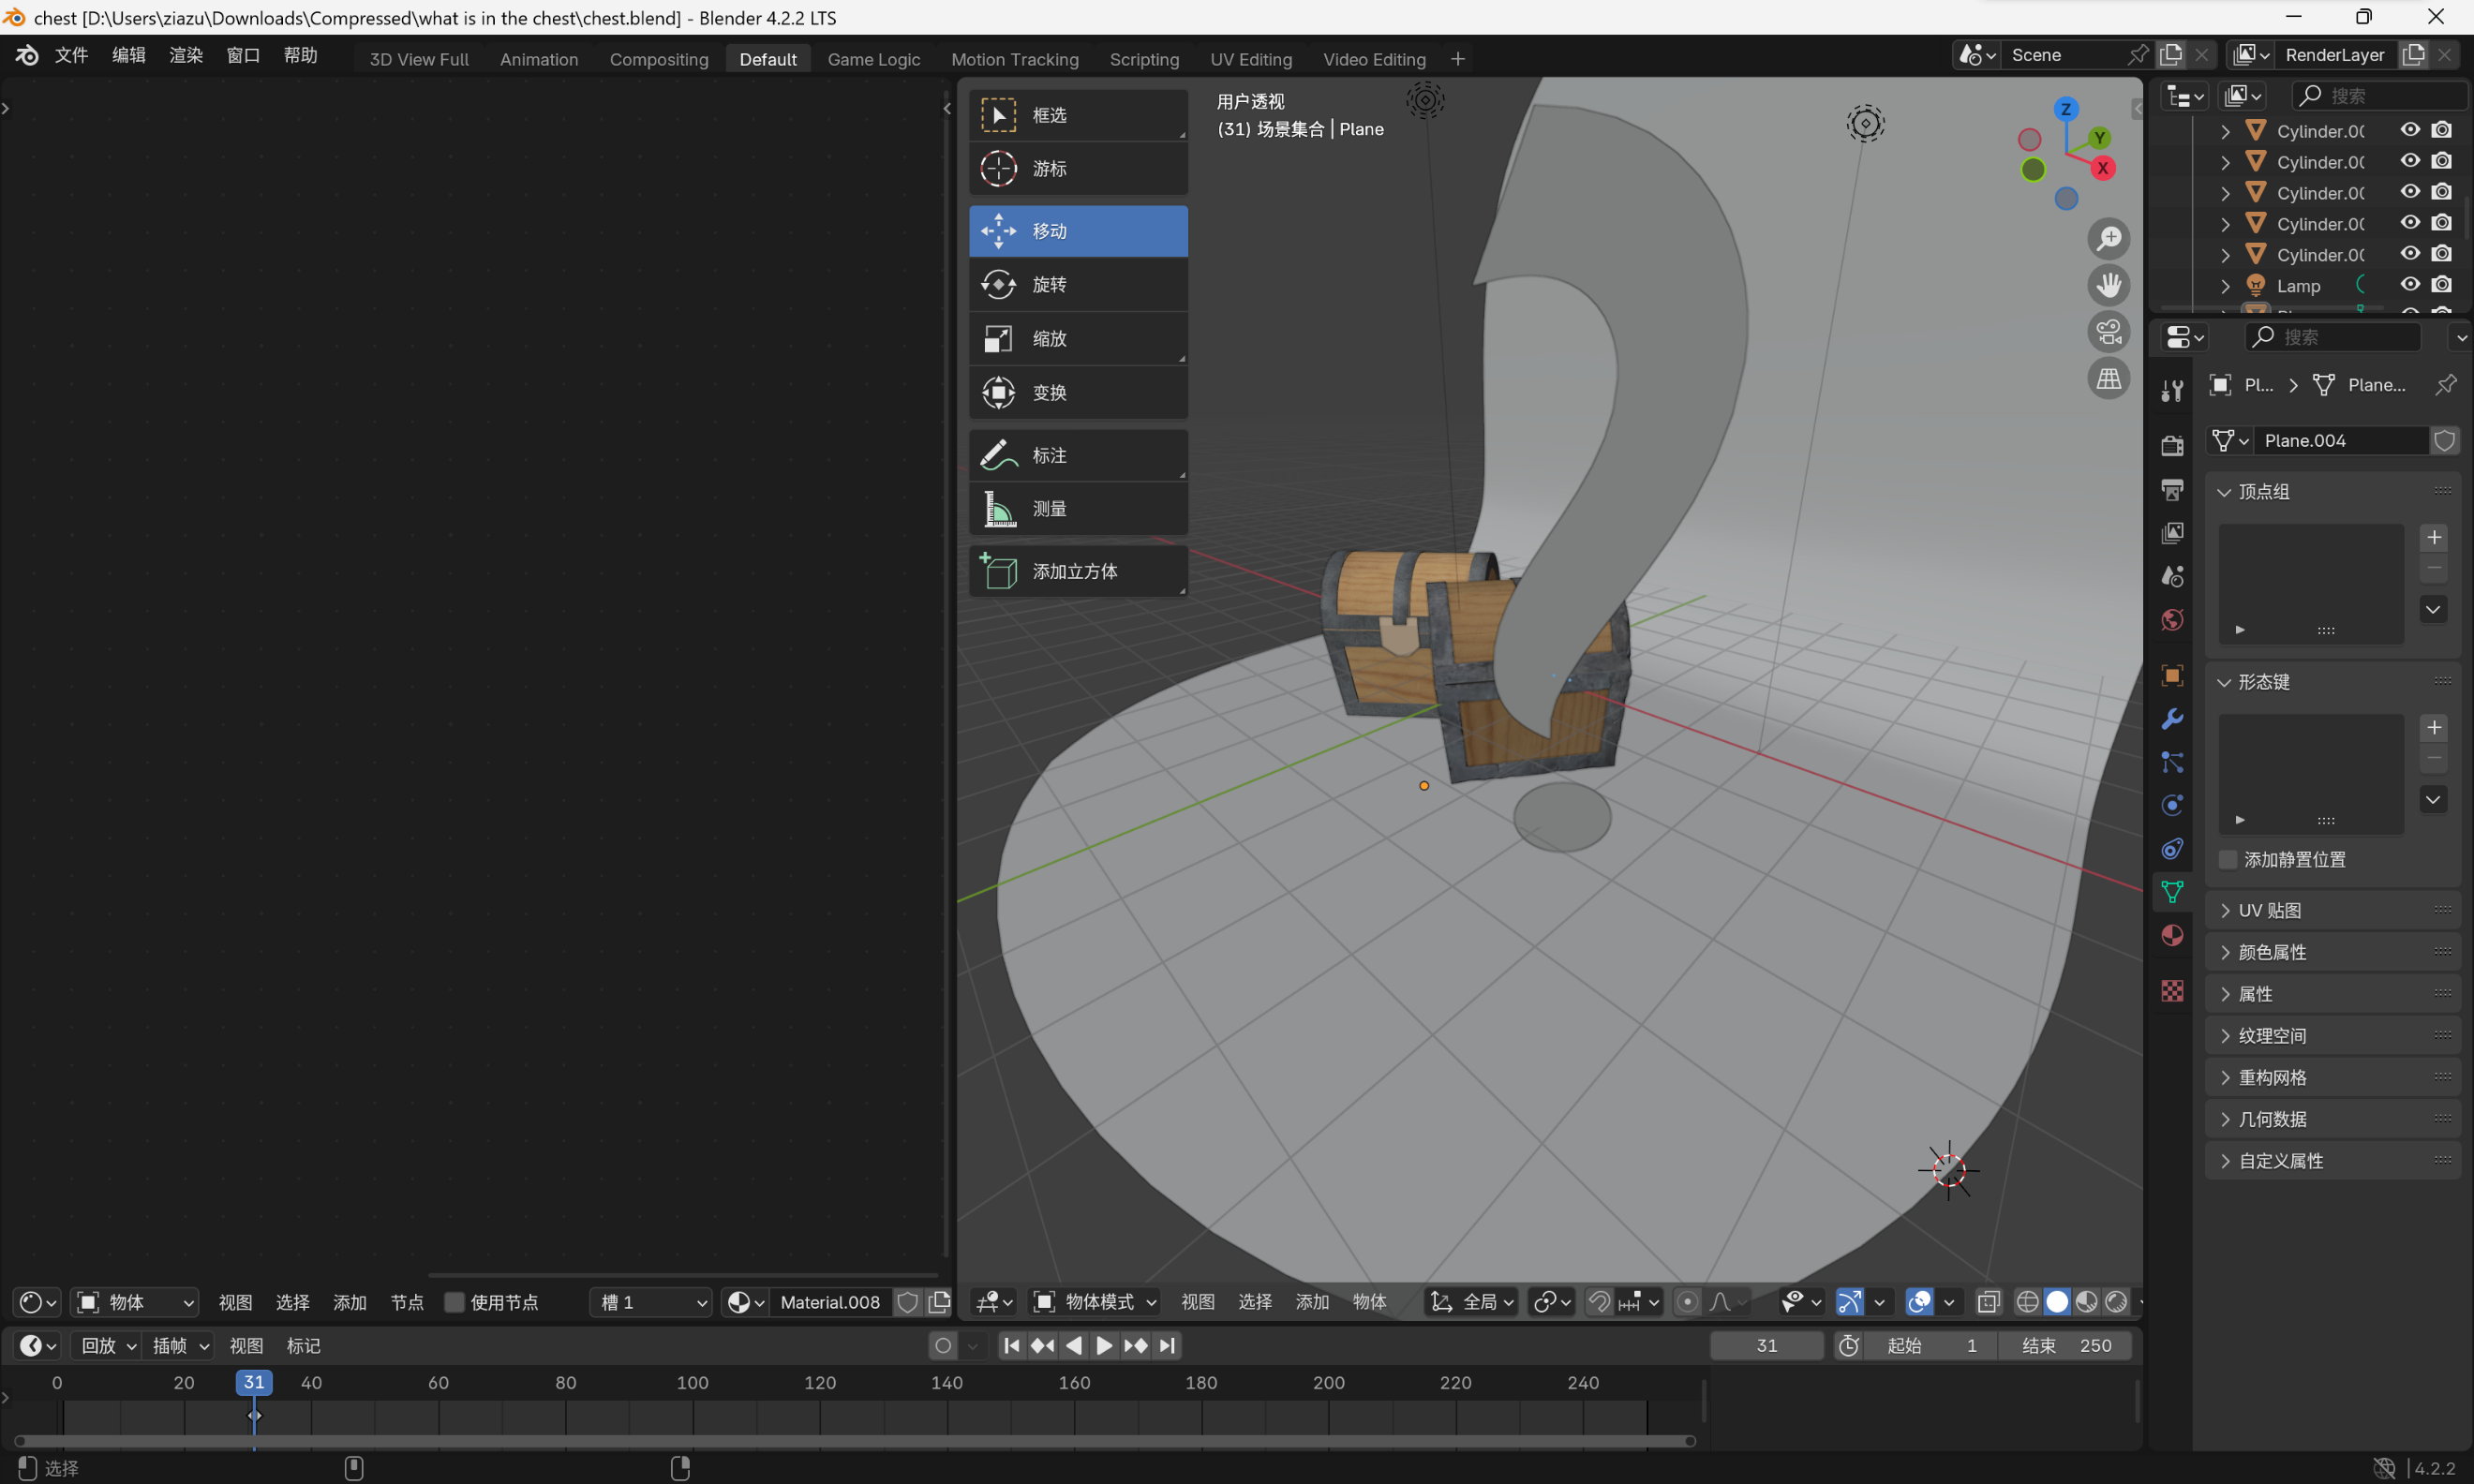 chest [D:\Users\ziazu\Downloads\Compressed\what is in the chest\chest.blend] - Blender 4.2.2 LTS
文件 编辑 渲染 窗口 帮助 3D View Full Animation Compositing Default Game Logic Motion Tracking Scripting UV Editing Video Editing + Scene RenderLayer
框选
游标
移动
旋转
缩放
变换
标注
测量
添加立方体
用户透视
(31) 场景集合 | Plane
Z
Y
X
搜索
Cylinder.00
Cylinder.00
Cylinder.00
Cylinder.00
Cylinder.00
Lamp
搜索
Pl... Plane...
Plane.004
顶点组
形态键
添加静置位置
UV 贴图
颜色属性
属性
纹理空间
重构网格
几何数据
自定义属性
物体 视图 选择 添加 节点 使用节点 槽 1 Material.008
物体模式 视图 选择 添加 物体 全局
回放 插帧 视图 标记 31 起始 1 结束 250
0 20 31 40 60 80 100 120 140 160 180 200 220 240
选择 4.2.2